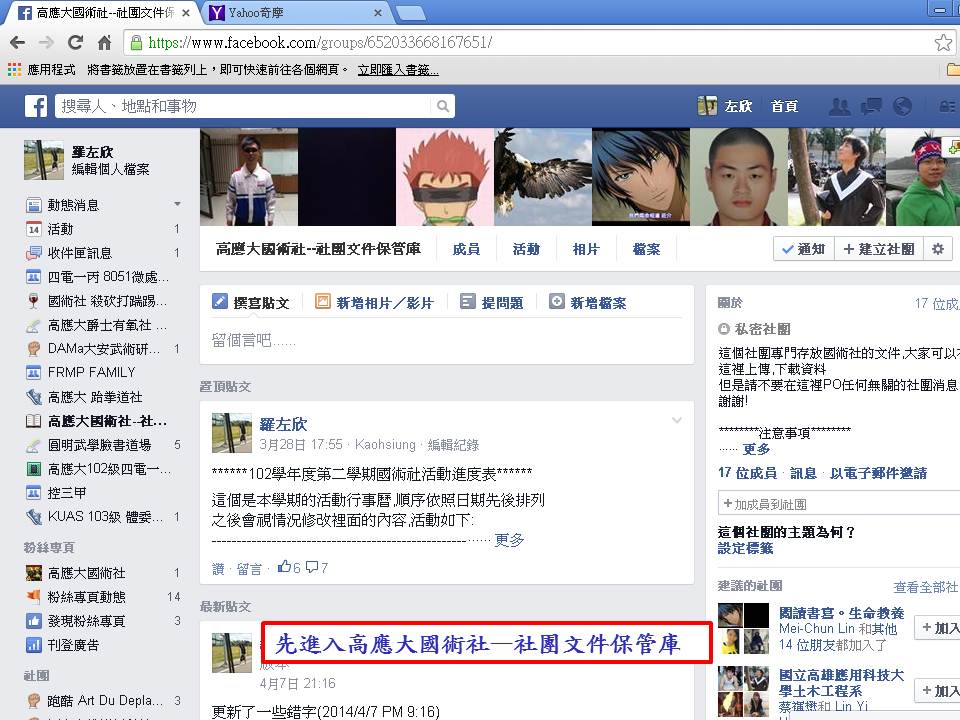 高應大國術社--社團文件保
Yahoo奇摩
https://www.facebook.com/groups/652033668167651/
應用程式 將書籤放置在書籤列上，即可快速前往各個網頁。 立即匯入書籤...
搜尋人、地點和事物
左欣 首頁
羅左欣
編輯個人檔案
動態消息
活動 1
收件匣訊息 1
四電一丙 8051微處...
國術社 殺砍打踹踢...
高應大爵士有氧社 ...
DAMa大安武術研... 1
FRMP FAMILY
高應大 跆拳道社
高應大國術社--社...
圓明武學臉書道場 5
高應大102級四電一...
控三甲
KUAS 103級 體委... 1
粉絲專頁
高應大國術社 1
粉絲專頁動態 14
發現粉絲專頁 3
刊登廣告
社團
跑酷 Art Du Depla... 3
高應大國術社--社團文件保管庫 成員 活動 相片 檔案
通知 建立社團
撰寫貼文 新增相片／影片 提問題 新增檔案
留個言吧......
置頂貼文
羅左欣
3月28日 17:55 · Kaohsiung · 編輯紀錄
******102學年度第二學期國術社活動進度表******
這個是本學期的活動行事曆,順序依照日期先後排列
之後會視情況修改裡面的內容,活動如下:
---------------------------------------------------...... 更多
讚 · 留言 · 6 7
最新貼文
先進入高應大國術社—社團文件保管庫
版本
4月7日 21:16
更新了一些錯字(2014/4/7 PM 9:16)
關於 17 位成
私密社團
這個社團專門存放國術社的文件,大家可以
這裡上傳,下載資料
但是請不要在這裡PO任何無關的社團消息
謝謝!
********注意事項********
...... 更多
17 位成員 · 訊息 · 以電子郵件邀請
+加成員到社團
這個社團的主題為何？
設定標籤
建議的社團 查看全部社
閱讀書寫。生命教養
Mei-Chun Lin 和其他
14 位朋友都加入了
+ 加入
國立高雄應用科技大
學土木工程系
和 Lin Yi
+ 加入